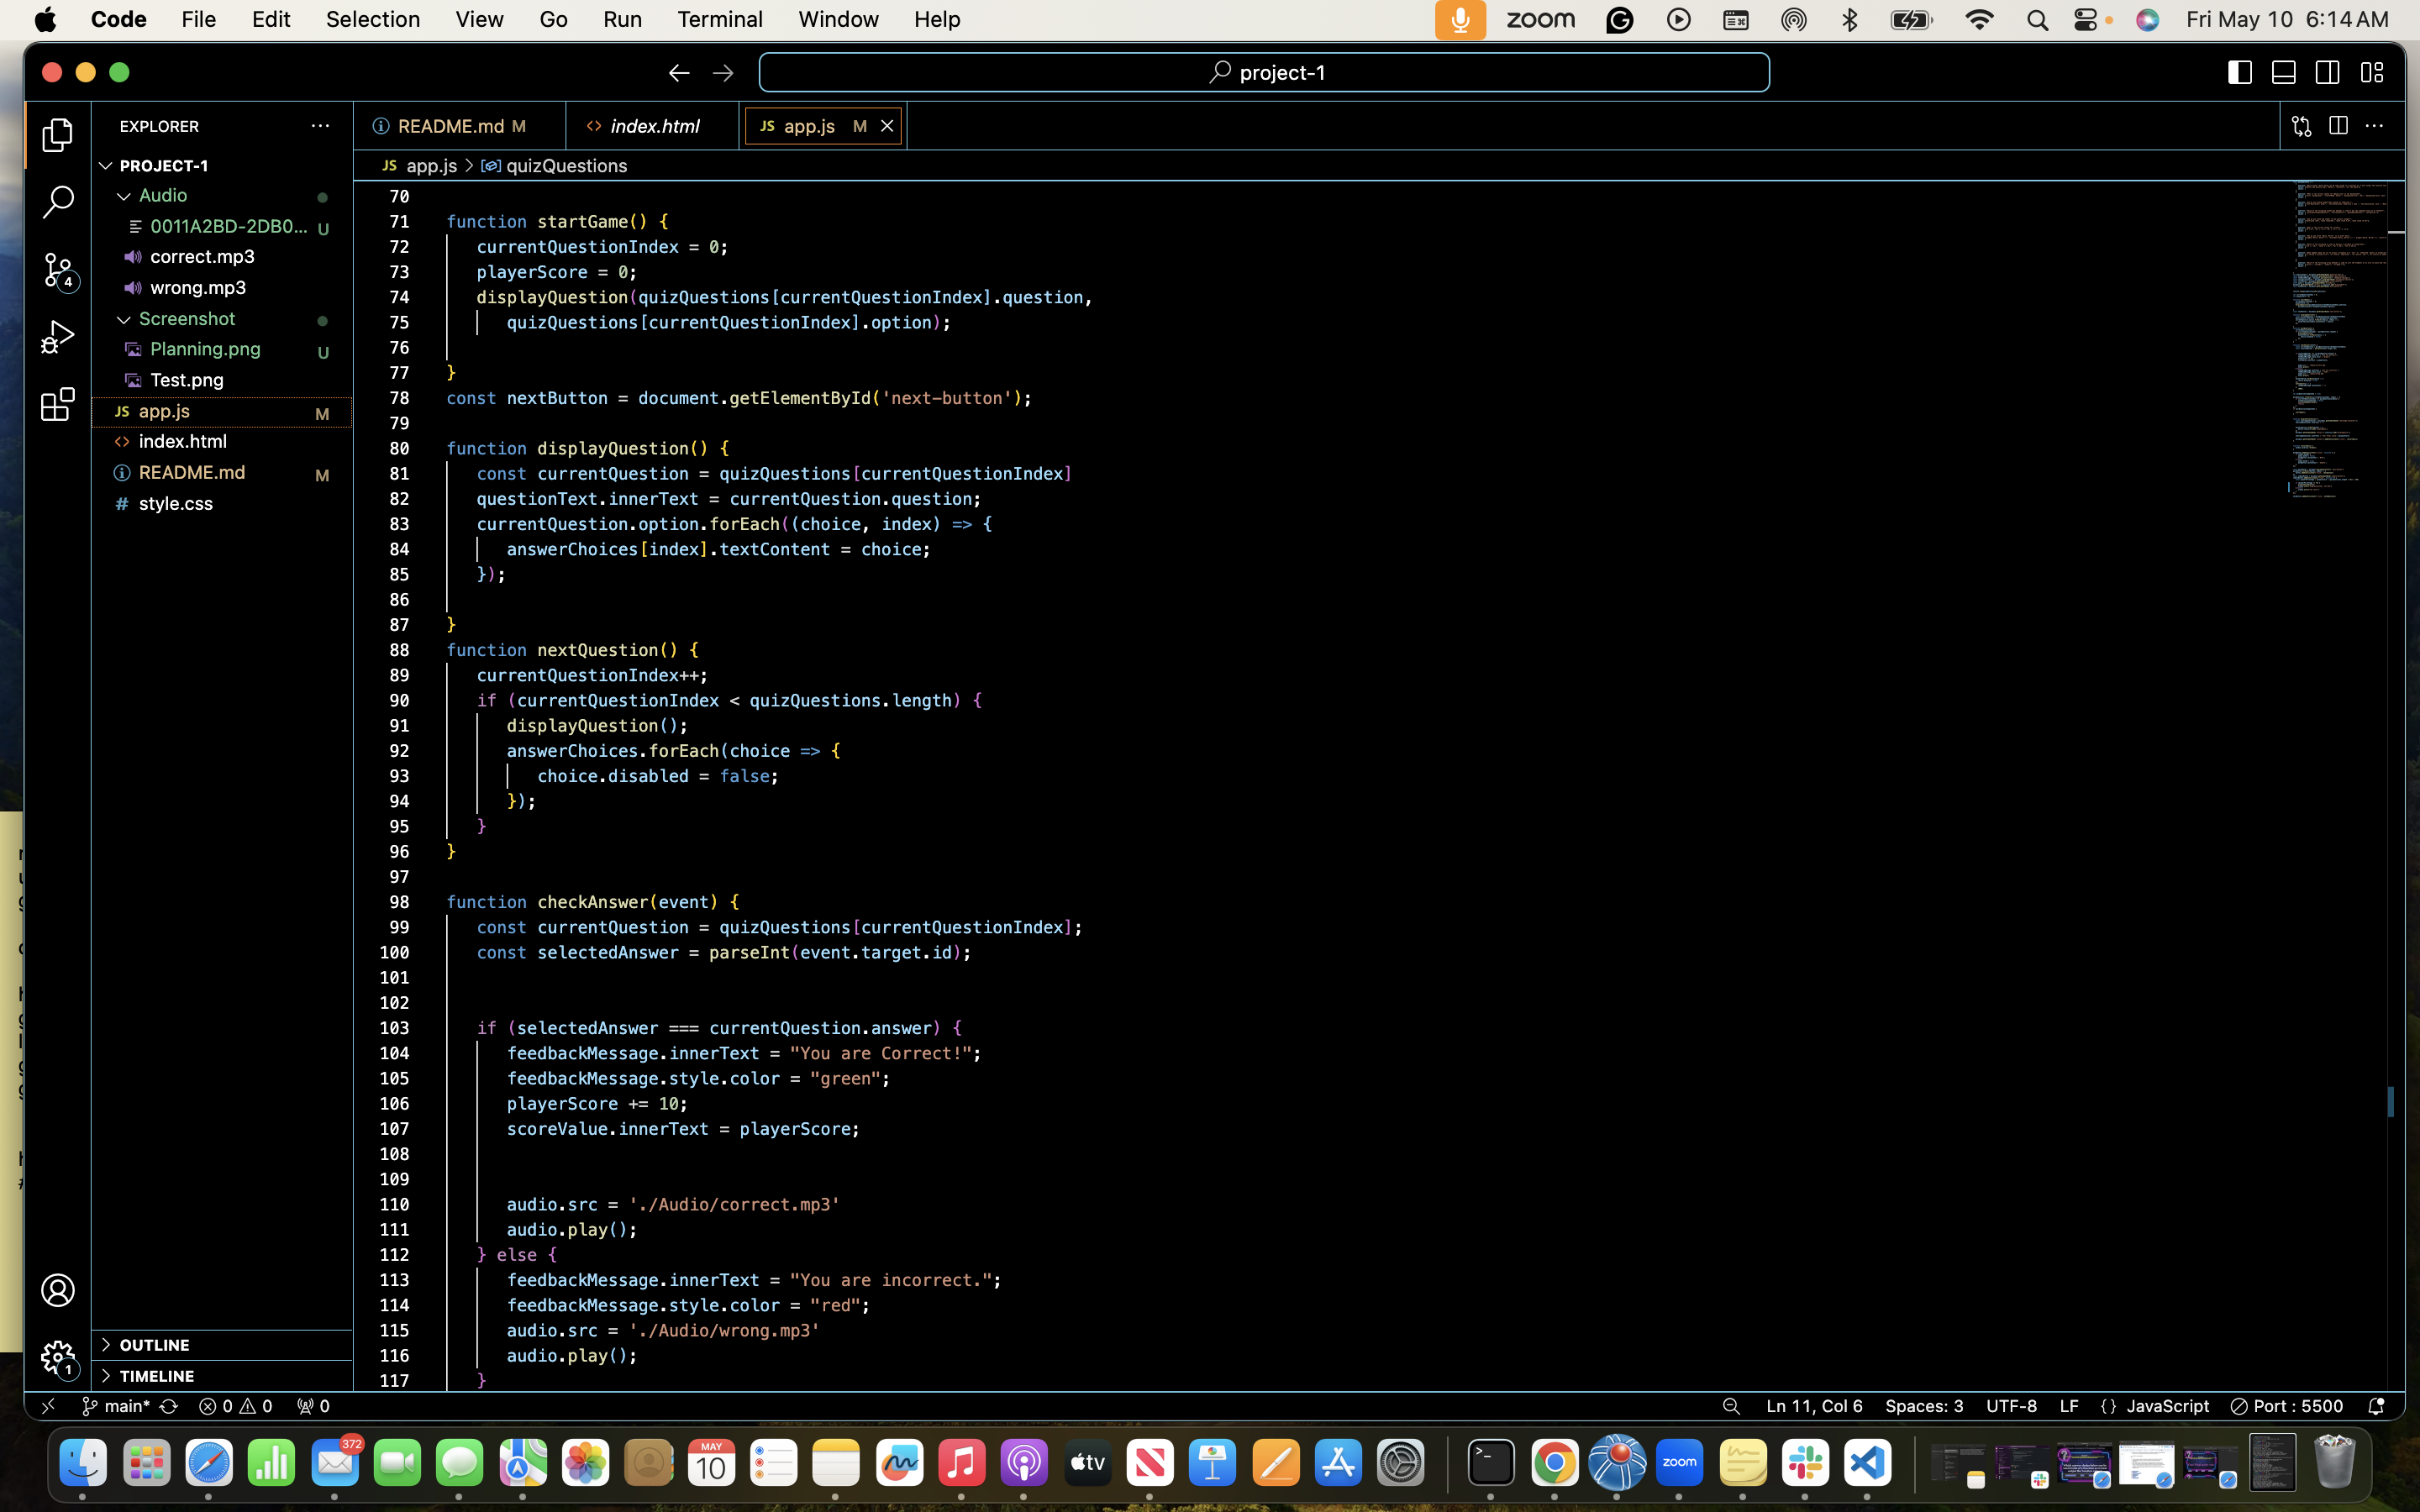 Code File Edit Selection View Go Run Terminal Window Help zoom Fri May 10 6:14 AM
project-1
EXPLORER
PROJECT-1
Audio
0011A2BD-2DB0... U
correct.mp3
wrong.mp3
Screenshot
Planning.png U
Test.png
JS app.js M
<> index.html
README.md M
# style.css
OUTLINE
TIMELINE
README.md M <> index.html JS app.js M
JS app.js > quizQuestions
70
71 function startGame() {
72 currentQuestionIndex = 0;
73 playerScore = 0;
74 displayQuestion(quizQuestions[currentQuestionIndex].question,
75 quizQuestions[currentQuestionIndex].option);
76
77 }
78 const nextButton = document.getElementById('next-button');
79
80 function displayQuestion() {
81 const currentQuestion = quizQuestions[currentQuestionIndex]
82 questionText.innerText = currentQuestion.question;
83 currentQuestion.option.forEach((choice, index) => {
84 answerChoices[index].textContent = choice;
85 });
86
87 }
88 function nextQuestion() {
89 currentQuestionIndex++;
90 if (currentQuestionIndex < quizQuestions.length) {
91 displayQuestion();
92 answerChoices.forEach(choice => {
93 choice.disabled = false;
94 });
95 }
96 }
97
98 function checkAnswer(event) {
99 const currentQuestion = quizQuestions[currentQuestionIndex];
100 const selectedAnswer = parseInt(event.target.id);
101
102
103 if (selectedAnswer === currentQuestion.answer) {
104 feedbackMessage.innerText = "You are Correct!";
105 feedbackMessage.style.color = "green";
106 playerScore += 10;
107 scoreValue.innerText = playerScore;
108
109
110 audio.src = './Audio/correct.mp3'
111 audio.play();
112 } else {
113 feedbackMessage.innerText = "You are incorrect.";
114 feedbackMessage.style.color = "red";
115 audio.src = './Audio/wrong.mp3'
116 audio.play();
117 }
4
1
main* 0 0 0 Ln 11, Col 6 Spaces: 3 UTF-8 LF {} JavaScript Port : 5500
372
MAY
10
tv
zoom